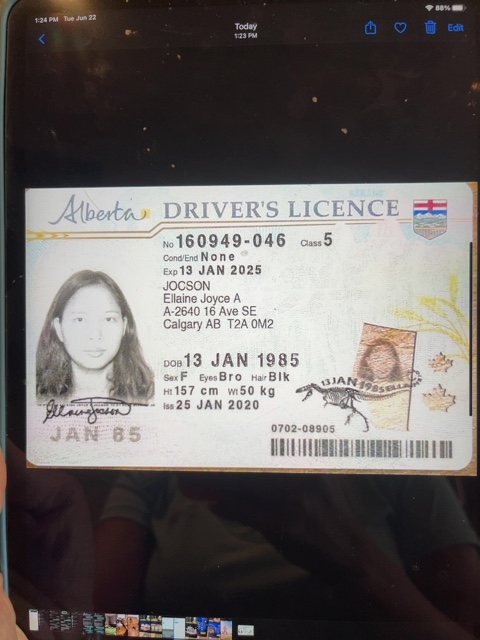 1:24 PM Tue Jun 22
88%
Today
1:23 PM
Edit
Alberta DRIVER'S LICENCE
No 160949-046 Class 5
Cond/End None
Exp 13 JAN 2025
JOCSON
Ellaine Joyce A
A-2640 16 Ave SE
Calgary AB T2A 0M2
DOB 13 JAN 1985
Sex F Eyes Bro Hair Blk
Ht 157 cm Wt 50 kg
Iss 25 JAN 2020
JAN 85
0702-08905